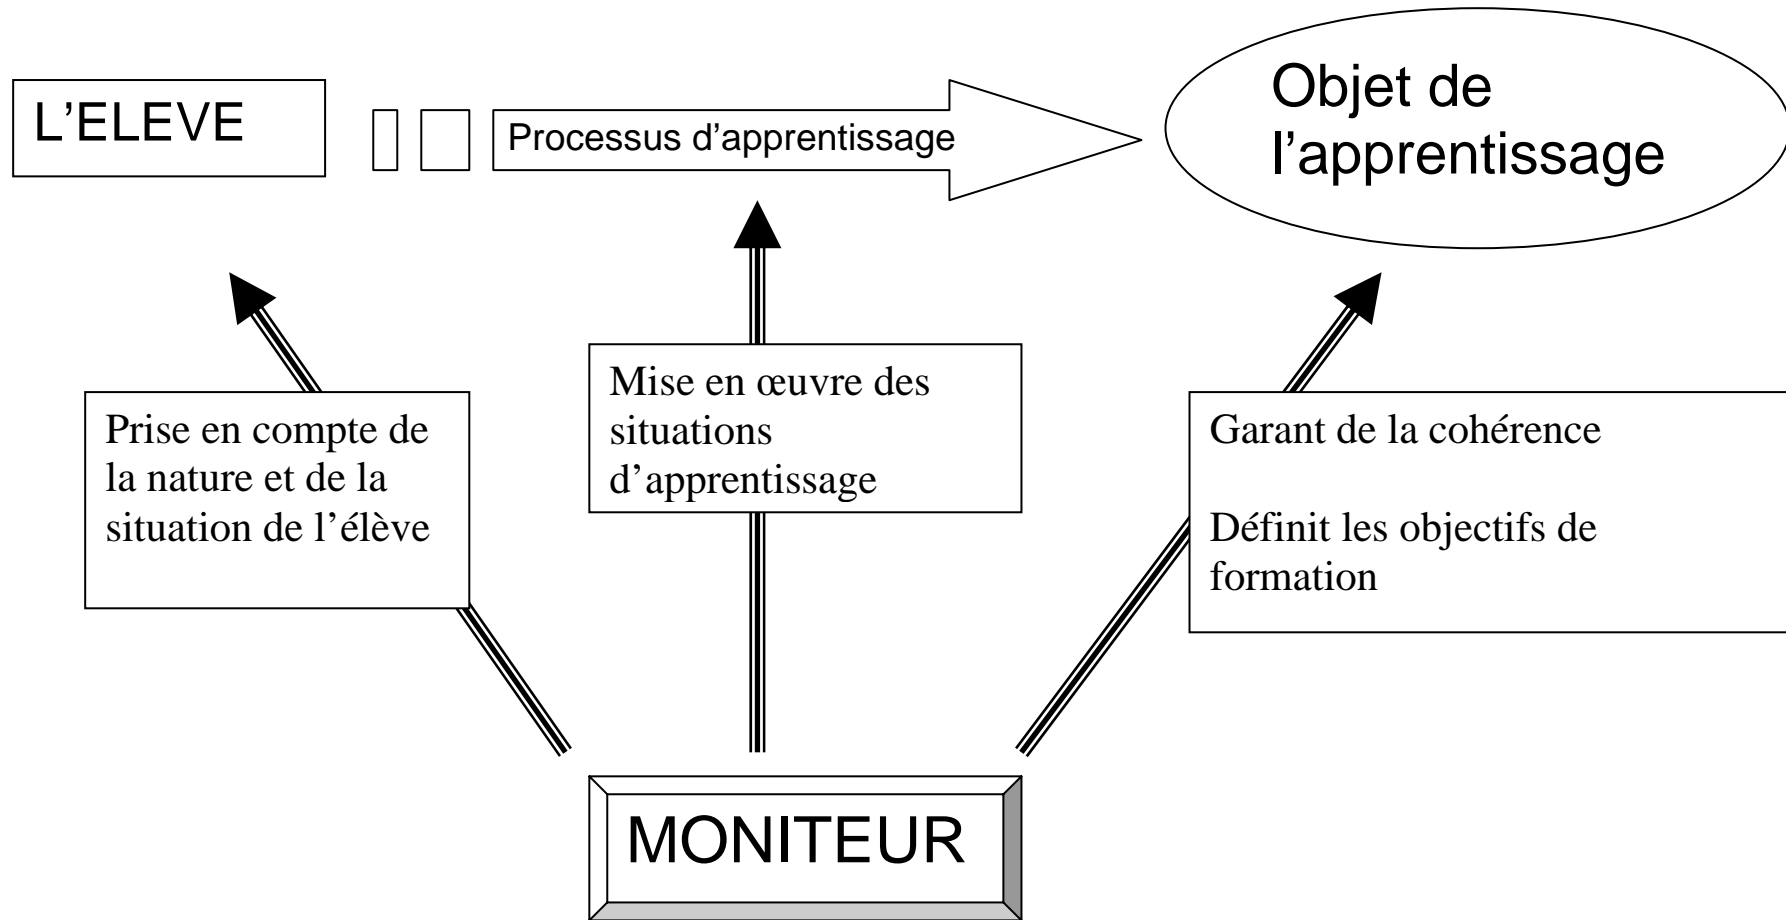 L’ELEVE
Processus d’apprentissage
Objet de
l’apprentissage
Prise en compte de
la nature et de la
situation de l’élève
Mise en œuvre des
situations
d’apprentissage
Garant de la cohérence
Définit les objectifs de
formation
MONITEUR